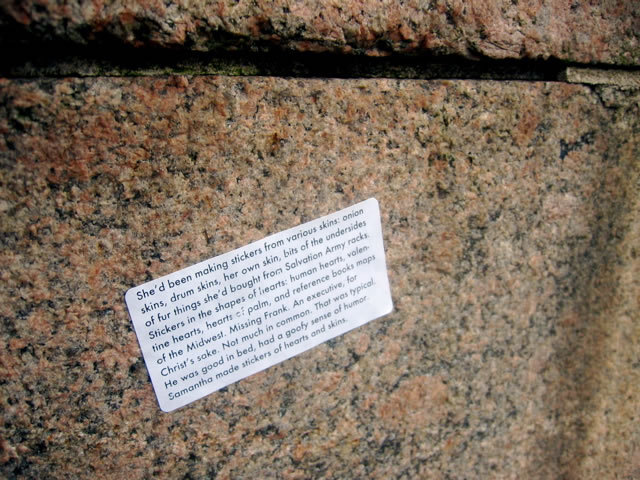 She'd been making stickers from various skins: onion
skins, drum skins, her own skin, bits of the undersides
of fur things she'd bought from Salvation Army racks.
Stickers in the shapes of hearts: human hearts, valen-
tine hearts, hearts of palm, and reference books maps
of the Midwest. Missing Frank. An executive, for
Christ's sake. Not much in common. That was typical.
He was good in bed, had a goofy sense of humor.
Samantha made stickers of hearts and skins.